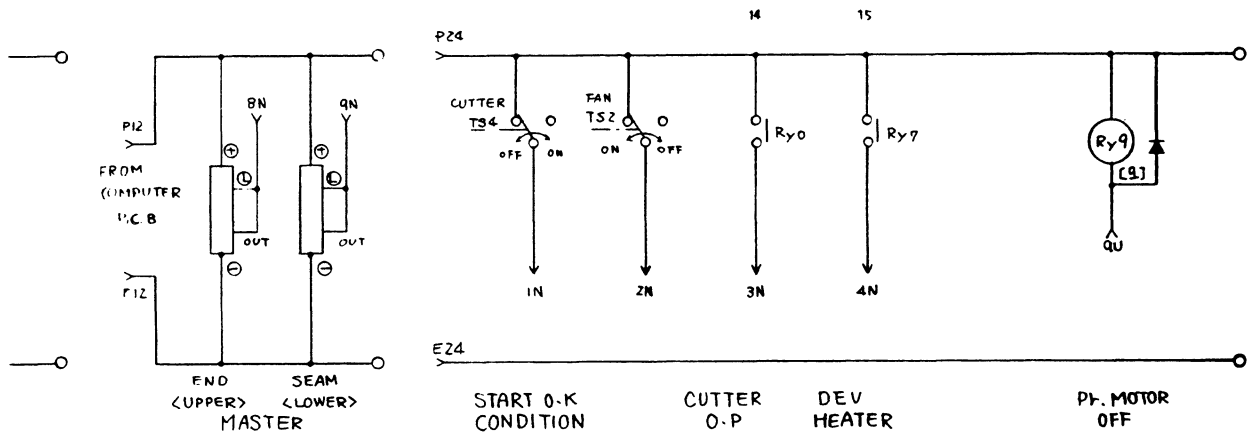 14 15
P24
CUTTER
TS4
OFF ON
FAN
TS2
ON OFF
Ry0
Ry7
Ry9
[9]
9U
8N 9N
P12
FROM
COMPUTER
P.C.B
+ +
L L
OUT OUT
- -
E12
1N 2N 3N 4N
E24
END
<UPPER>
SEAM
<LOWER>
MASTER
START O.K
CONDITION
CUTTER
O.P
DEV
HEATER
MOTOR
OFF